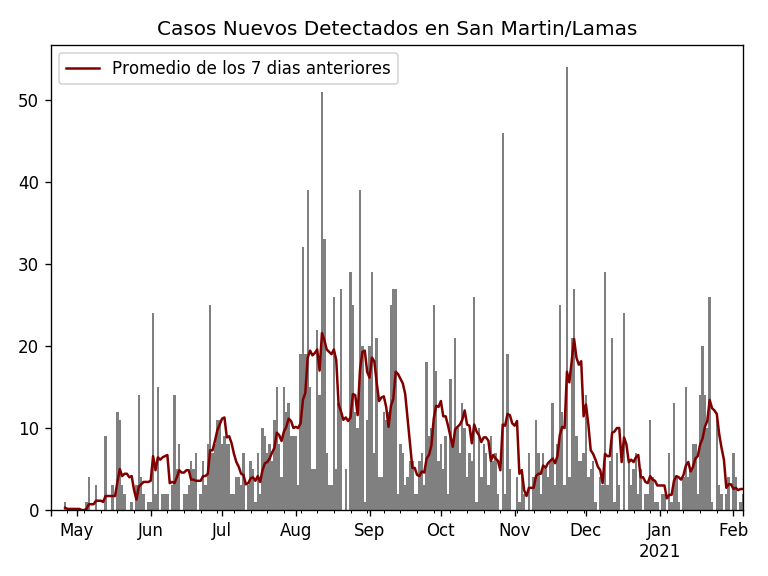 Casos Nuevos Detectados en San Martin/Lamas
Promedio de los 7 dias anteriores
50
40
30
20
10
0
May Jun Jul Aug Sep Oct Nov Dec Jan Feb
2021